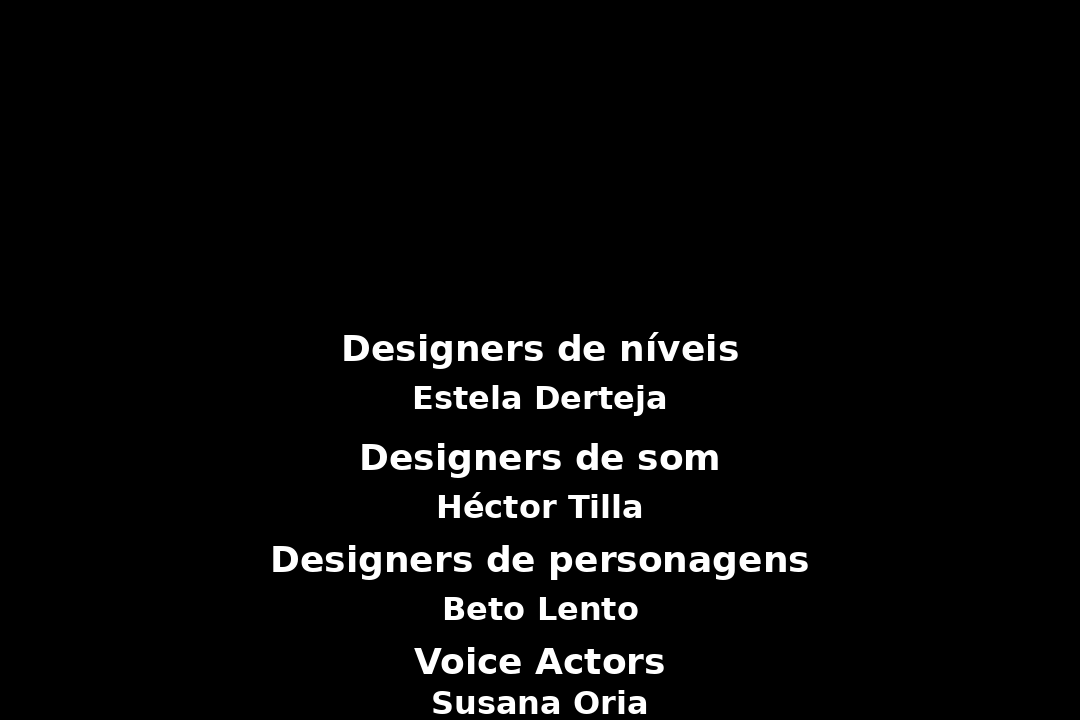 Designers de níveis
Estela Derteja
Designers de som
Héctor Tilla
Designers de personagens
Beto Lento
Voice Actors
Susana Oria